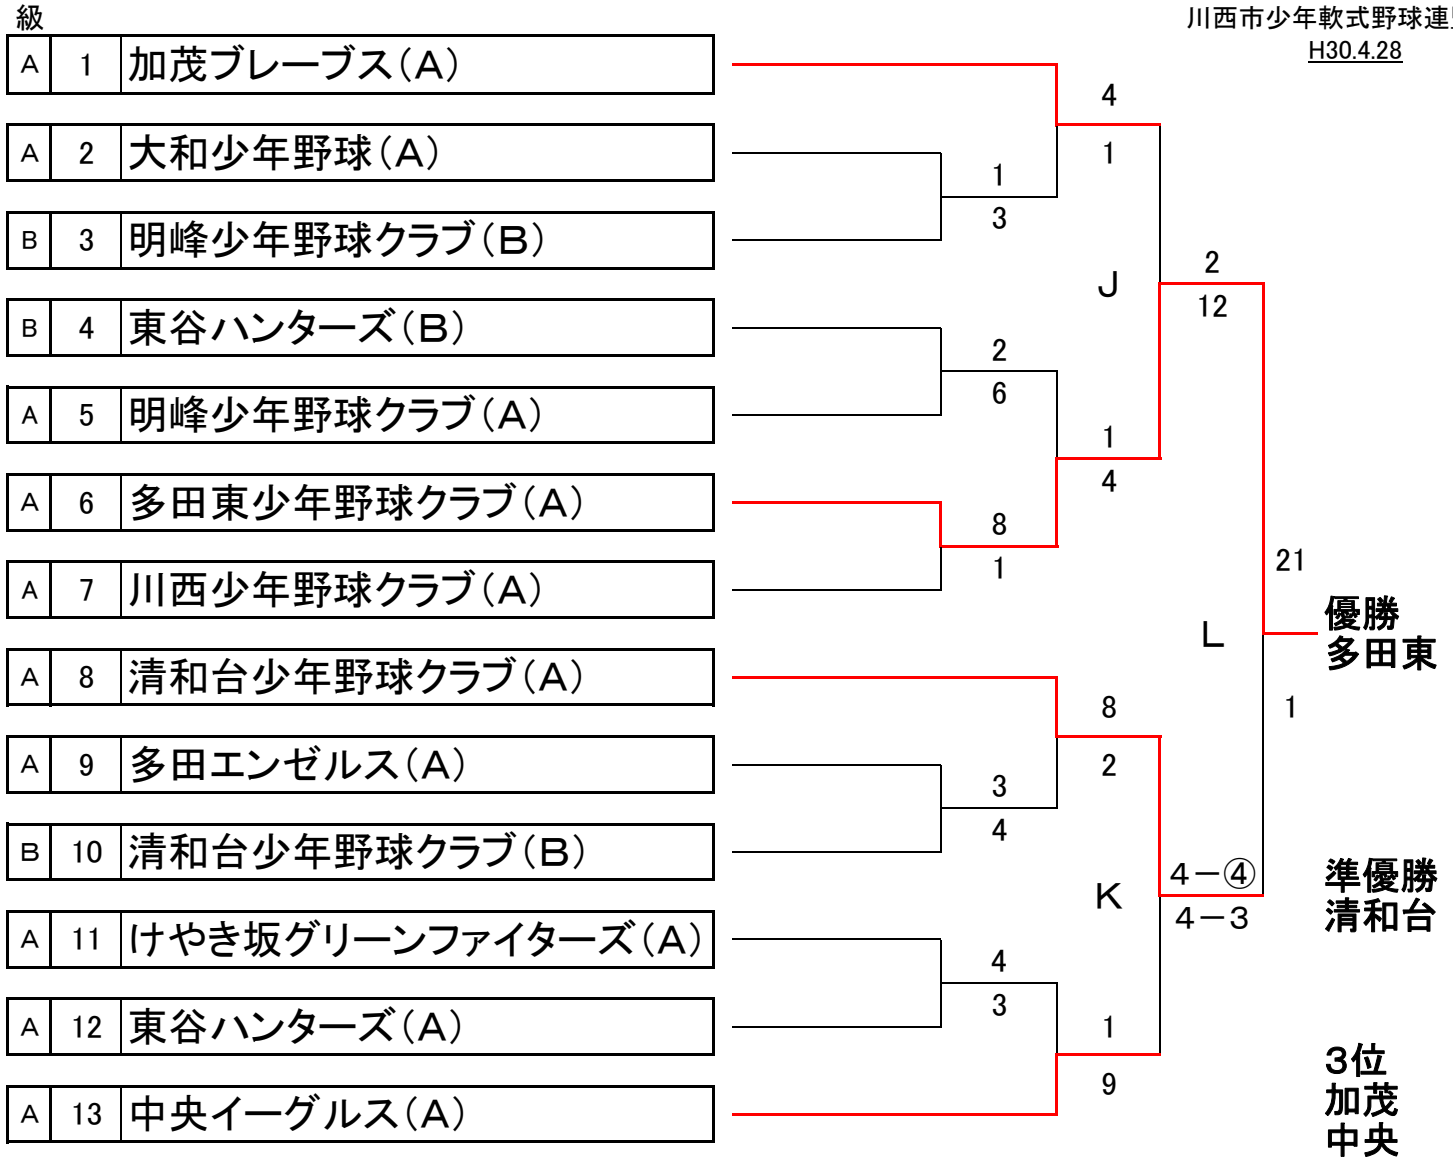 級
川西市少年軟式野球連
H30.4.28
A 1 加茂ブレーブス(A)
A 2 大和少年野球(A)
B 3 明峰少年野球クラブ(B)
B 4 東谷ハンターズ(B)
A 5 明峰少年野球クラブ(A)
A 6 多田東少年野球クラブ(A)
A 7 川西少年野球クラブ(A)
A 8 清和台少年野球クラブ(A)
A 9 多田エンゼルス(A)
B 10 清和台少年野球クラブ(B)
A 11 けやき坂グリーンファイターズ(A)
A 12 東谷ハンターズ(A)
A 13 中央イーグルス(A)
1
3
2
6
8
1
3
4
4
3
4
1
1
4
8
2
1
9
J
K
2
12
4-④
4-3
L
21
1
優勝
多田東
準優勝
清和台
3位
加茂
中央